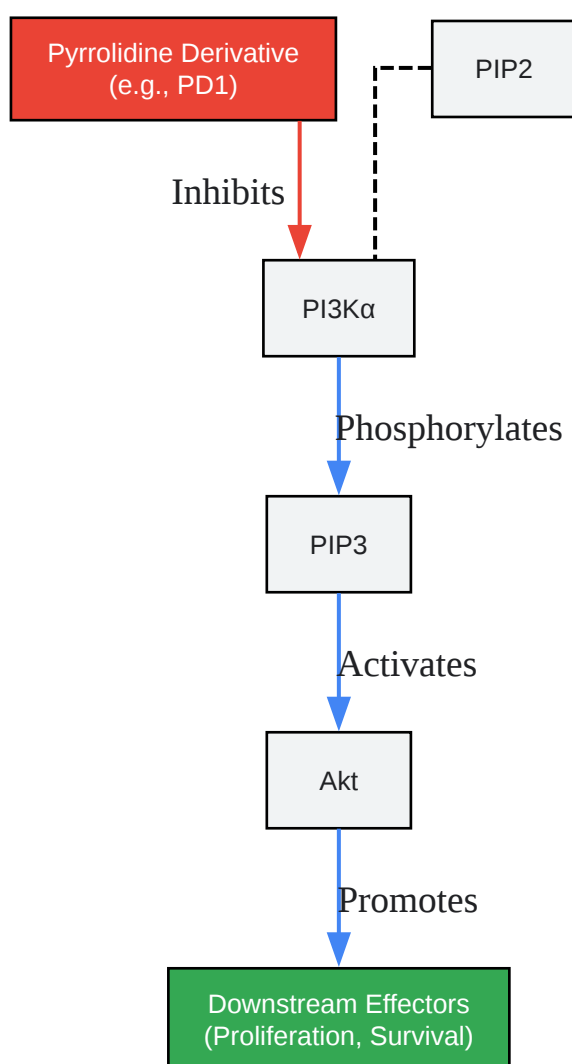 Pyrrolidine Derivative
(e.g., PD1)
PIP2
Inhibits
PI3Kα
Phosphorylates
PIP3
Activates
Akt
Promotes
Downstream Effectors
(Proliferation, Survival)